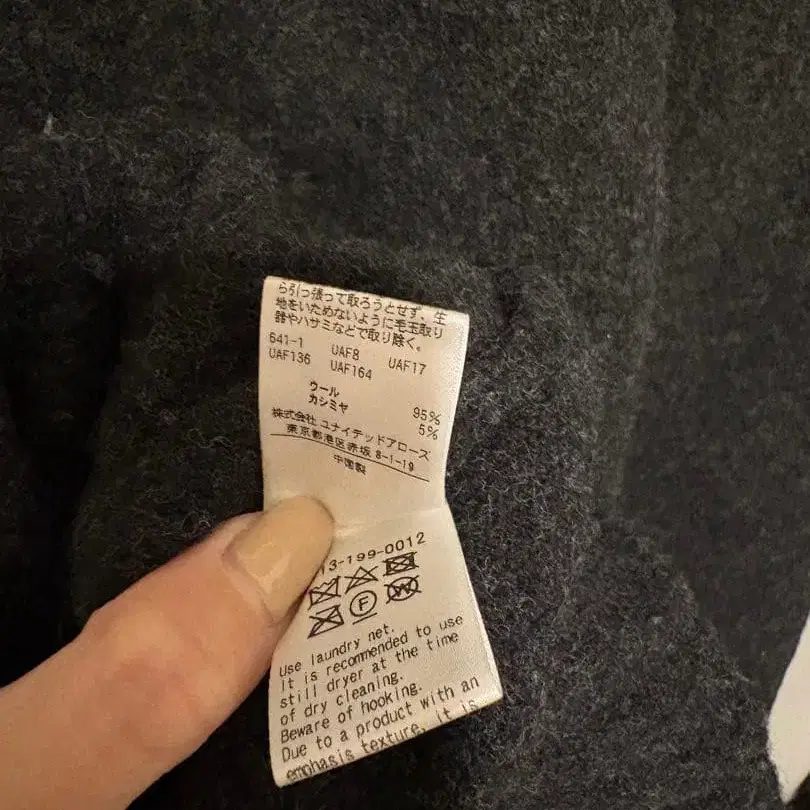 ら引っ張って取ろうとせず、生
地をいためないように毛玉取り
器やハサミなどで取り除く。
641-1 UAF8 UAF17
UAF136 UAF164
ウール 95%
カシミヤ 5%
株式会社 ユナイテッドアローズ
東京都港区赤坂 8-1-19
中国製
13-199-0012
F W
Use laundry net.
It is recommended to use
still dryer at the time
of dry cleaning.
Beware of hooking.
Due to a product with an
emphasis texture, it is